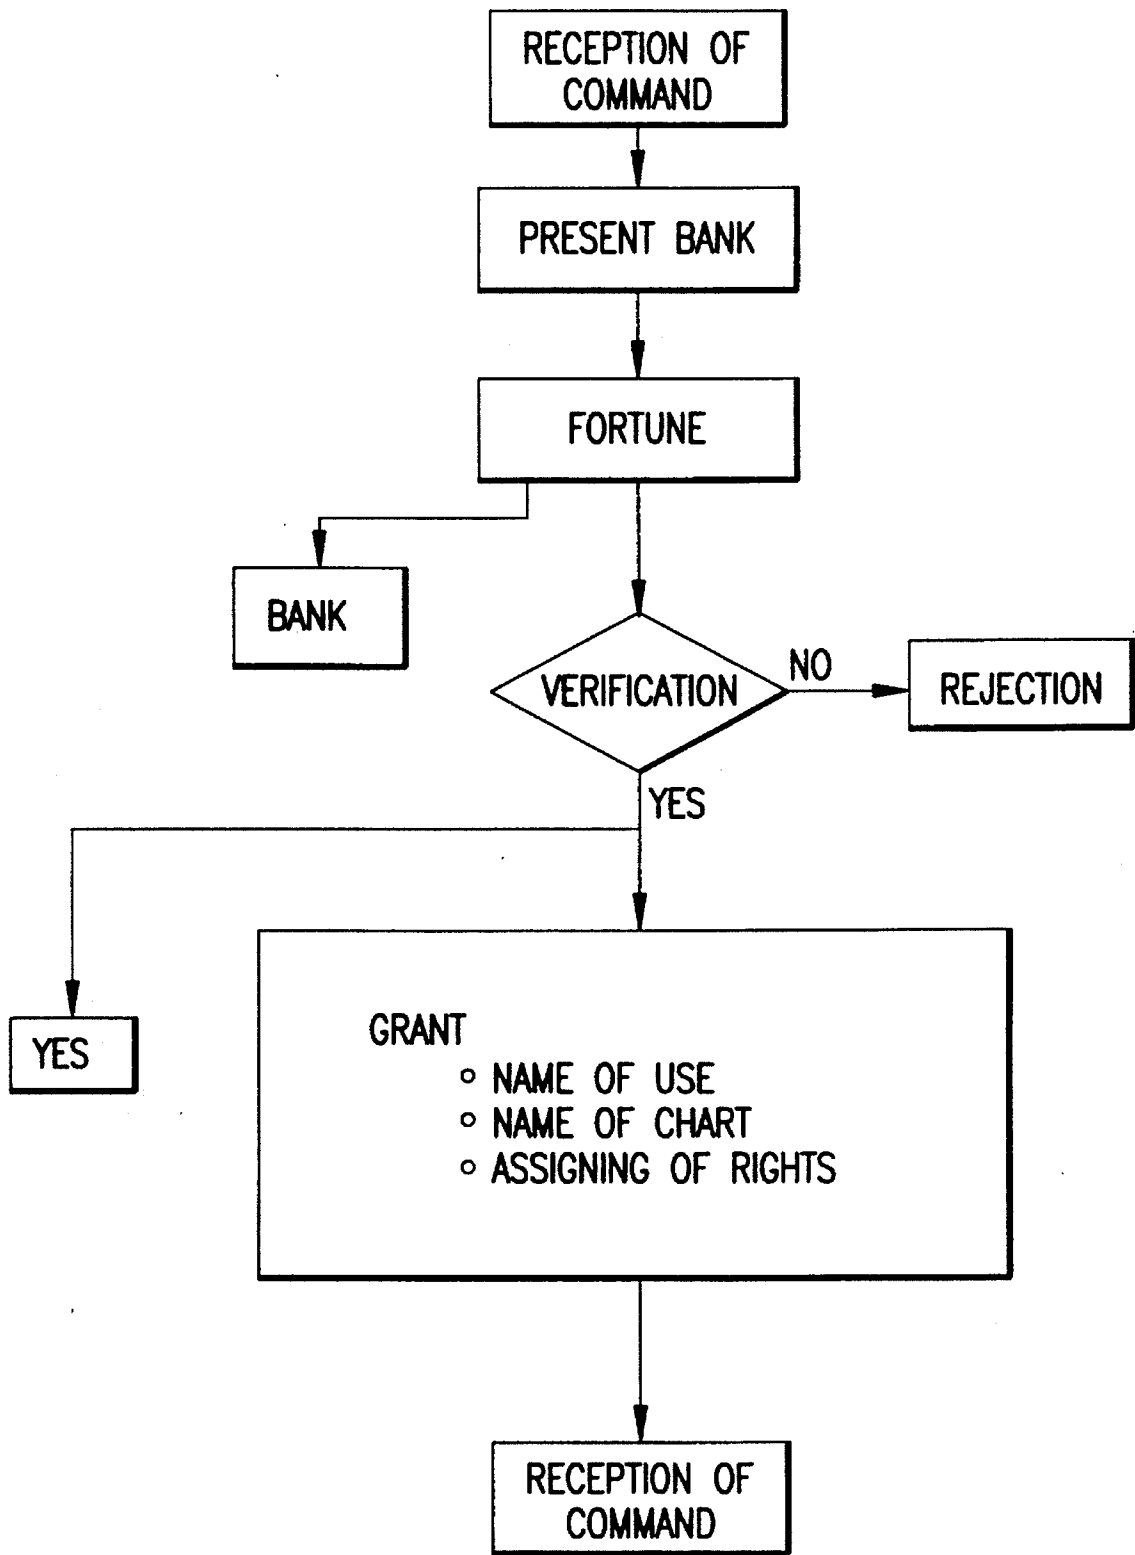 RECEPTION OF
COMMAND
PRESENT BANK
FORTUNE
BANK
VERIFICATION
NO
REJECTION
YES
YES
GRANT
○ NAME OF USE
○ NAME OF CHART
○ ASSIGNING OF RIGHTS
RECEPTION OF
COMMAND